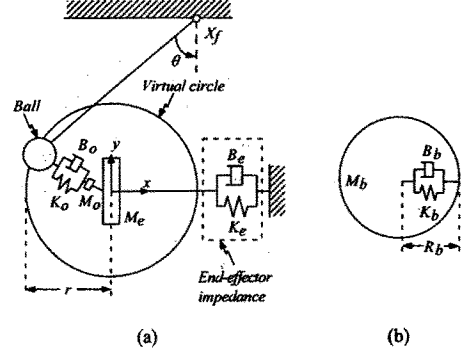 X_f
θ
Virtual circle
Ball
B_o
y
K_o
M_o
x
M_e
B_e
K_e
End-effector
impedance
r
(a)
M_b
B_b
K_b
R_b
(b)